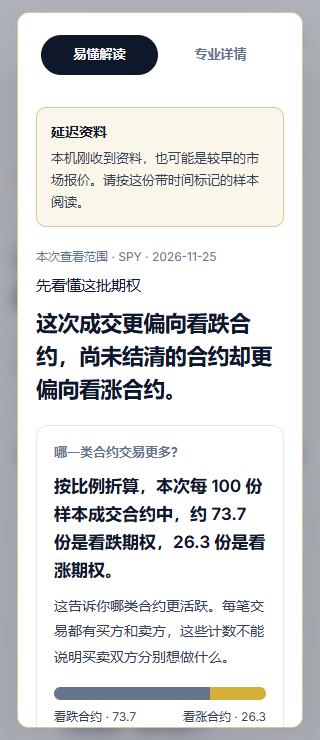 易懂解读
专业详情
延迟资料
本机刚收到资料，也可能是较早的市
场报价。请按这份带时间标记的样本
阅读。
本次查看范围 · SPY · 2026-11-25
先看懂这批期权
这次成交更偏向看跌合
约，尚未结清的合约却更
偏向看涨合约。
哪一类合约交易更多？
按比例折算，本次每 100 份
样本成交合约中，约 73.7
份是看跌期权，26.3 份是看
涨期权。
这告诉你哪类合约更活跃。每笔交
易都有买方和卖方，这些计数不能
说明买卖双方分别想做什么。
看跌合约 · 73.7
看涨合约 · 26.3